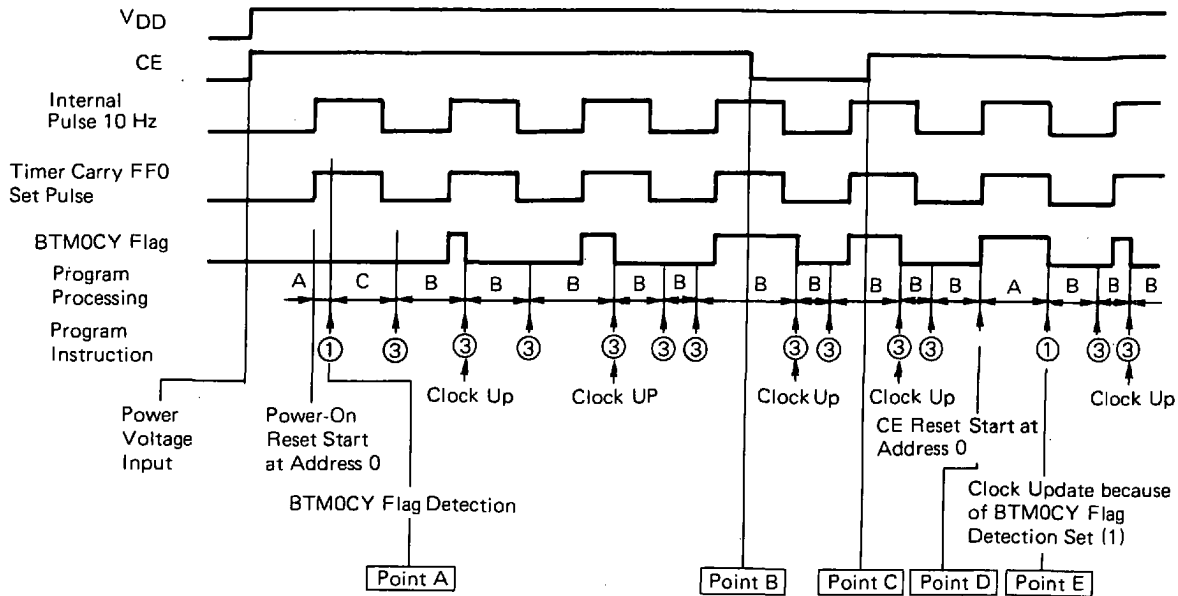 VDD
CE
Internal
Pulse 10 Hz
Timer Carry FF0
Set Pulse
BTM0CY Flag
Program
Processing
A C B B B B B B B B B B A B B B
Program
Instruction
① ③ ③ ③ ③ ③ ③ ③ ③ ③ ③ ① ③ ③
Clock Up Clock UP Clock Up Clock Up Clock Up
Power
Voltage
Input
Power-On
Reset Start
at Address 0
CE Reset Start at
Address 0
BTM0CY Flag Detection
Clock Update because
of BTM0CY Flag
Detection Set (1)
Point A Point B Point C Point D Point E